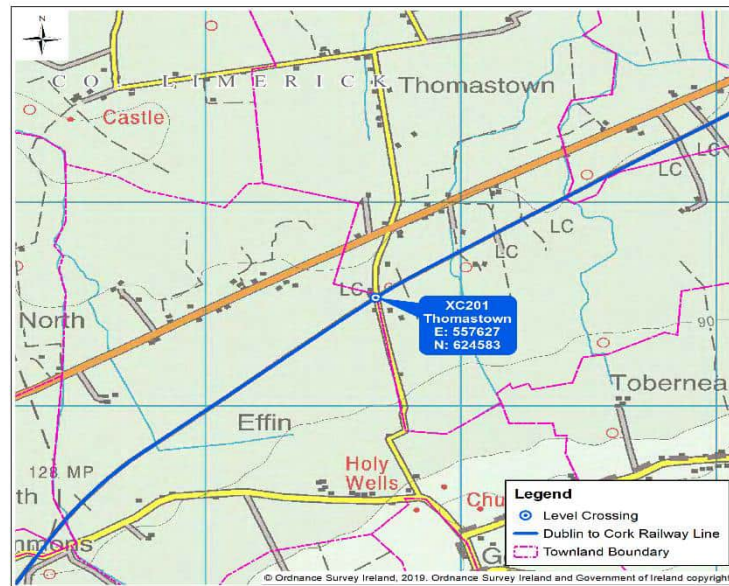 N
CO. LIMERICK
Thomastown
Castle
LC
LC
LC
LC
LC
LC
XC201
Thomastown
E: 557627
N: 624583
North
90
Effin
Holy
Wells
128 MP
Legend
Level Crossing
Dublin to Cork Railway Line
Townland Boundary
© Ordnance Survey Ireland, 2019. Ordnance Survey Ireland and Government of Ireland copyright